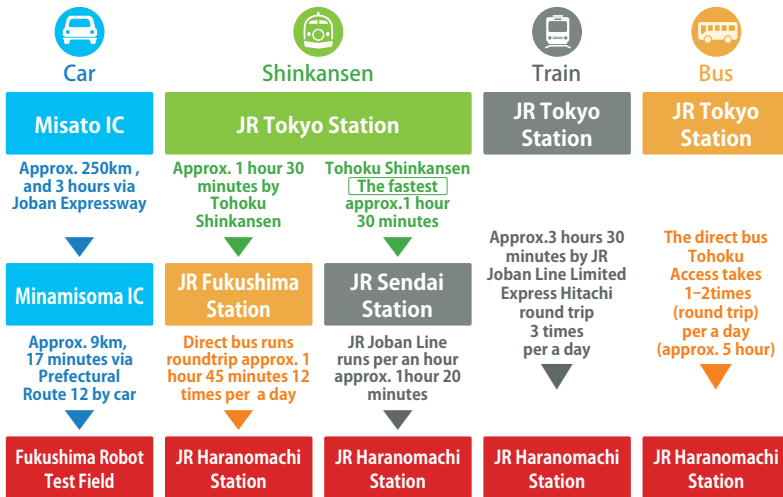 Car
Shinkansen
Train
Bus
Misato IC
JR Tokyo Station
JR Tokyo
Station
JR Tokyo
Station
Approx. 250km ,
and 3 hours via
Joban Expressway
Approx. 1 hour 30
minutes by
Tohoku
Shinkansen
Tohoku Shinkansen
The fastest
approx.1 hour
30 minutes
Approx.3 hours 30
minutes by JR
Joban Line Limited
Express Hitachi
round trip
3 times
per a day
The direct bus
Tohoku
Access takes
1-2times
(round trip)
per a day
(approx. 5 hour)
Minamisoma IC
JR Fukushima
Station
JR Sendai
Station
Approx. 9km,
17 minutes via
Prefectural
Route 12 by car
Direct bus runs
roundtrip approx. 1
hour 45 minutes 12
times per a day
JR Joban Line
runs per an hour
approx. 1hour 20
minutes
Fukushima Robot
Test Field
JR Haranomachi
Station
JR Haranomachi
Station
JR Haranomachi
Station
JR Haranomachi
Station